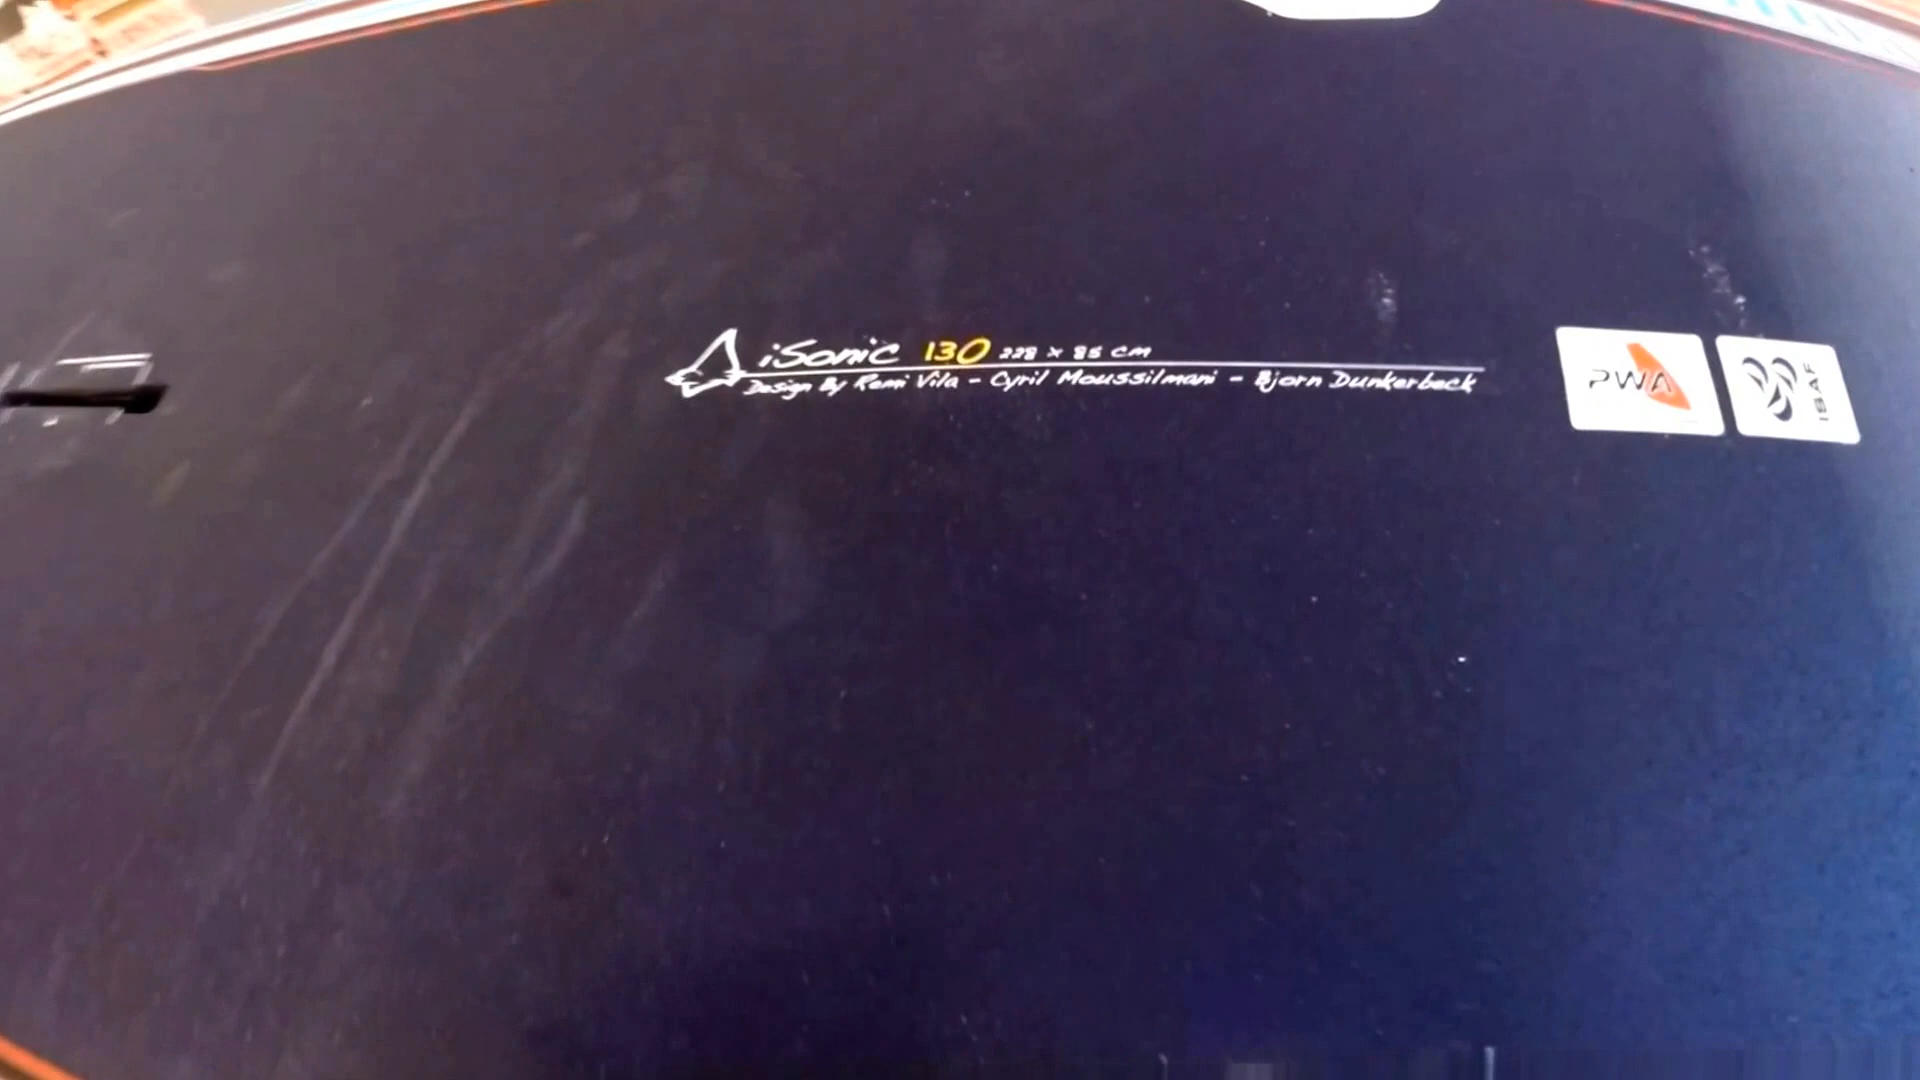 iSonic 130 228 x 85 cm
Design By Remi Vila - Cyril Moussilmani - Bjorn Dunkerbeck
PWA
ISAF